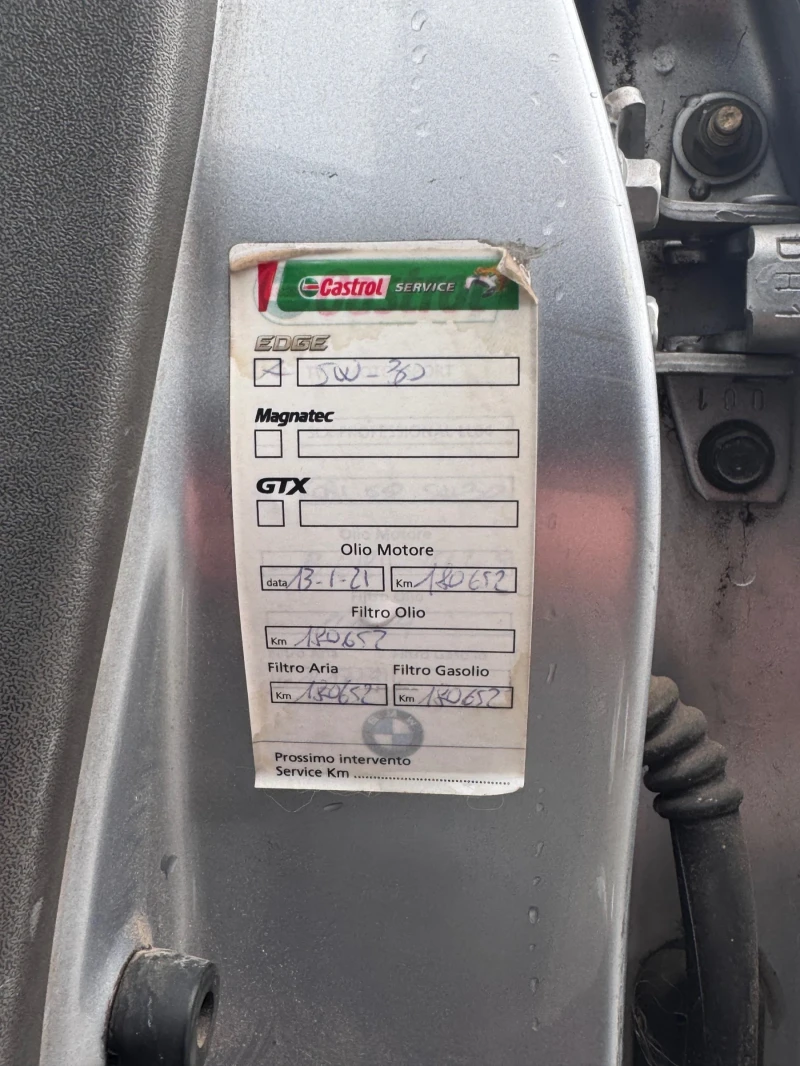 Castrol SERVICE
EDGE
X 5W-30
Magnatec
GTX
Olio Motore
data 13-1-21 Km 180652
Filtro Olio
Km 180652
Filtro Aria Filtro Gasolio
Km 180652 Km 180652
BMW
Prossimo intervento
Service Km